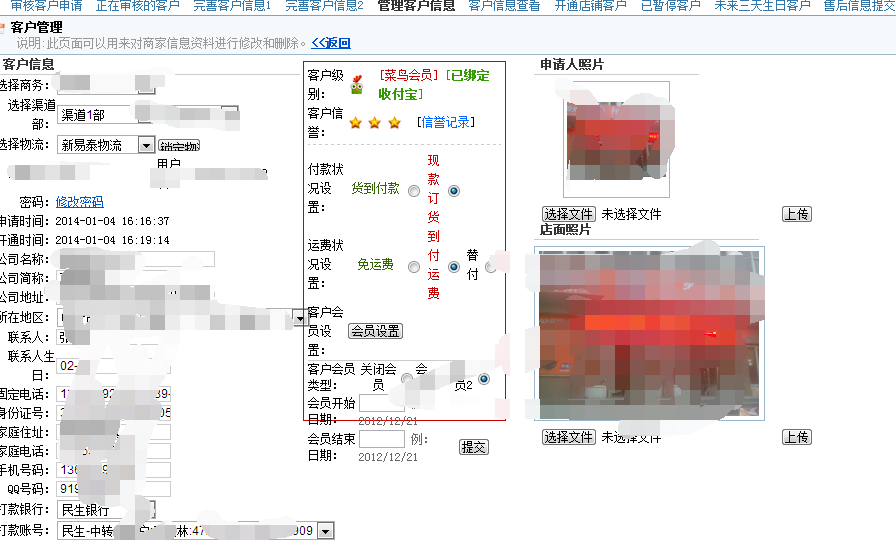 审核客户申请 正在审核的客户 完善客户信息1 完善客户信息2 管理客户信息 客户信息查看 开通店铺客户 已暂停客户 未来三天生日客户 售后信息提交
客户管理
说明:此页面可以用来对商家信息资料进行修改和删除。 <<返回
客户信息
选择商务:
选择渠道部: 渠道1部
选择物流: 新易泰物流 锁定物
用户
密码: 修改密码
申请时间: 2014-01-04 16:16:37
开通时间: 2014-01-04 16:19:14
公司名称:
公司简称:
公司地址:
所在地区:
联系人:
联系人生日: 02-
固定电话:
身份证号:
家庭住址:
家庭电话:
手机号码: 136
QQ号码: 919
打款银行: 民生银行
打款账号: 民生-中转 林:47 909
客户级别: [菜鸟会员] [已绑定收付宝]
客户信誉: [信誉记录]
付款状况设置: 货到付款 现款订货
运费状况设置: 免运费 到付运费 替付
客户会员设置: 会员设置
客户会员类型: 关闭会员 会 员2
会员开始日期: 2012/12/21
会员结束日期: 例: 2012/12/21
提交
申请人照片
选择文件 未选择文件 上传
店面照片
选择文件 未选择文件 上传